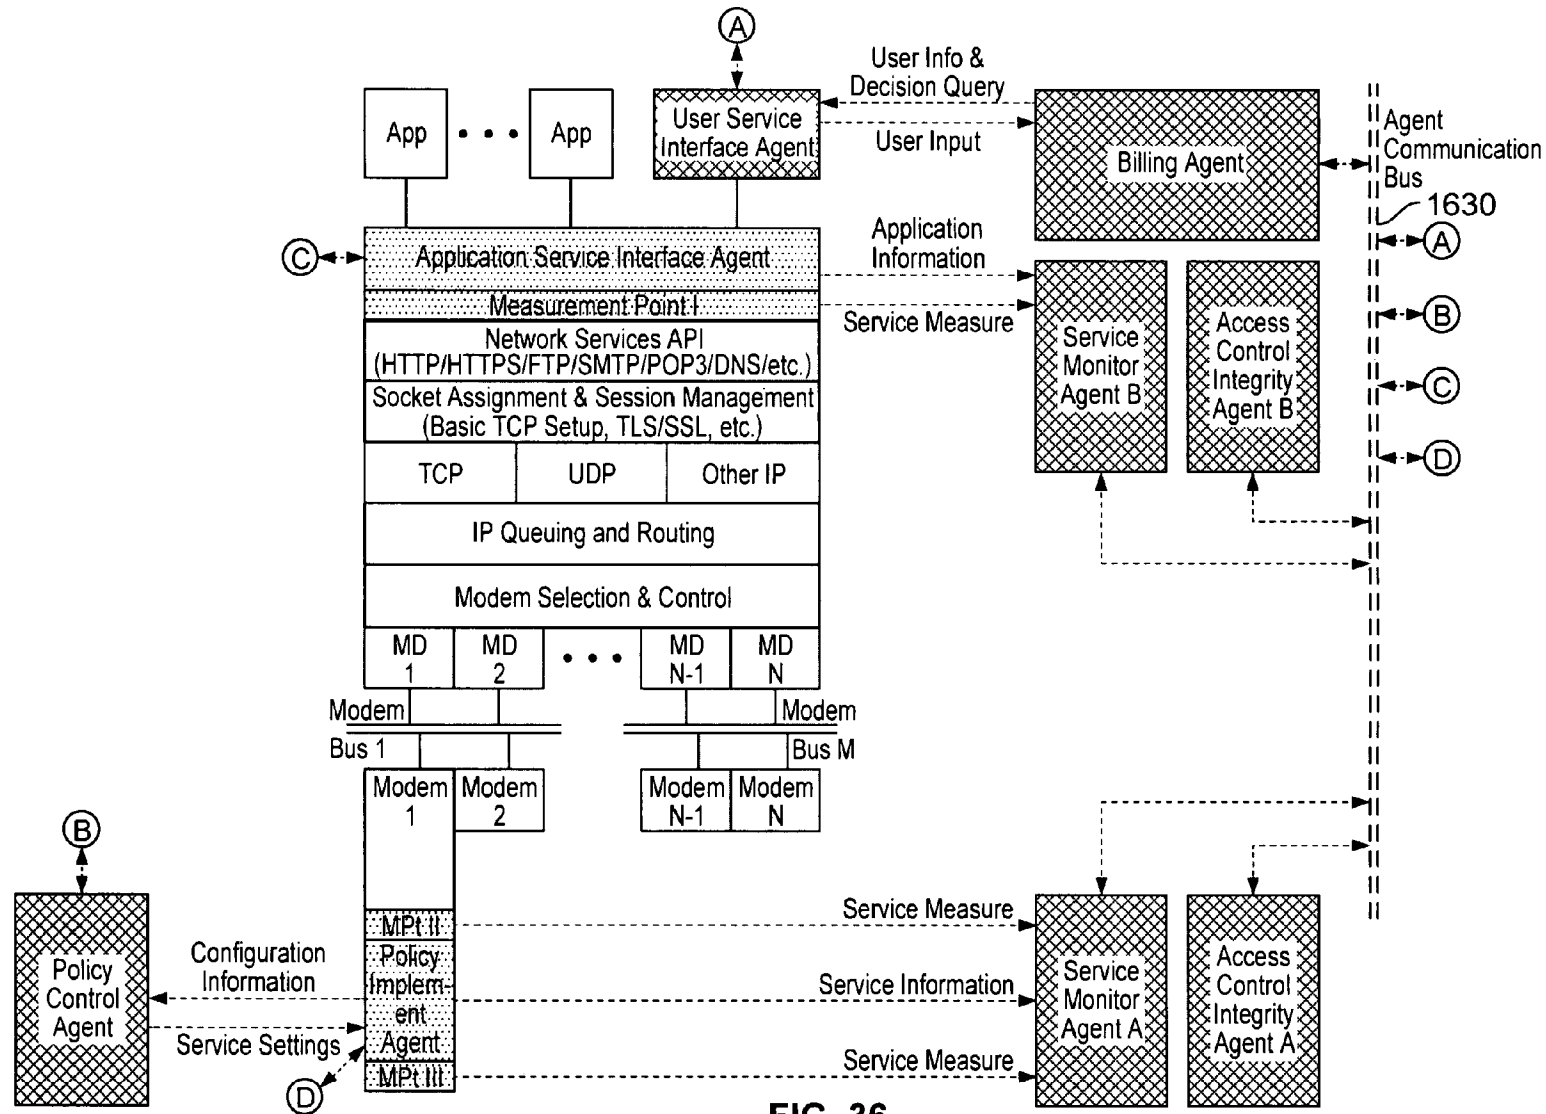 A
User Info &
Decision Query
App
App
User Service
Interface Agent
User Input
Billing Agent
Agent
Communication
Bus
1630
A
B
C
D
C
Application Service Interface Agent
Application
Information
Measurement Point I
Service Measure
Network Services API
(HTTP/HTTPS/FTP/SMTP/POP3/DNS/etc.)
Socket Assignment & Session Management
(Basic TCP Setup, TLS/SSL, etc.)
Service
Monitor
Agent B
Access
Control
Integrity
Agent B
TCP
UDP
Other IP
IP Queuing and Routing
Modem Selection & Control
MD
1
MD
2
MD
N-1
MD
N
Modem
Bus 1
Modem
Bus M
Modem
1
Modem
2
Modem
N-1
Modem
N
B
Policy
Control
Agent
Configuration
Information
Service Settings
D
MPt II
Policy
Implem-
ent
Agent
MPt III
Service Measure
Service Information
Service Measure
Service
Monitor
Agent A
Access
Control
Integrity
Agent A
FIG. 36